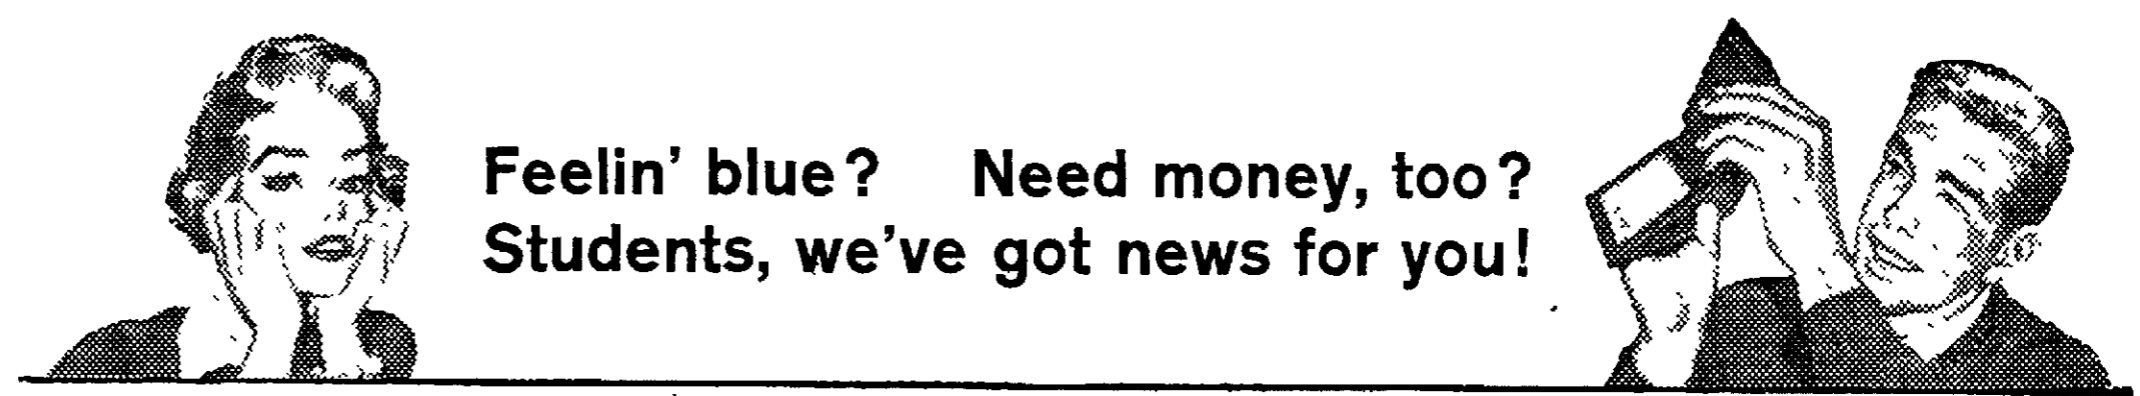 Feelin' blue? Need money, too?
Students, we've got news for you!